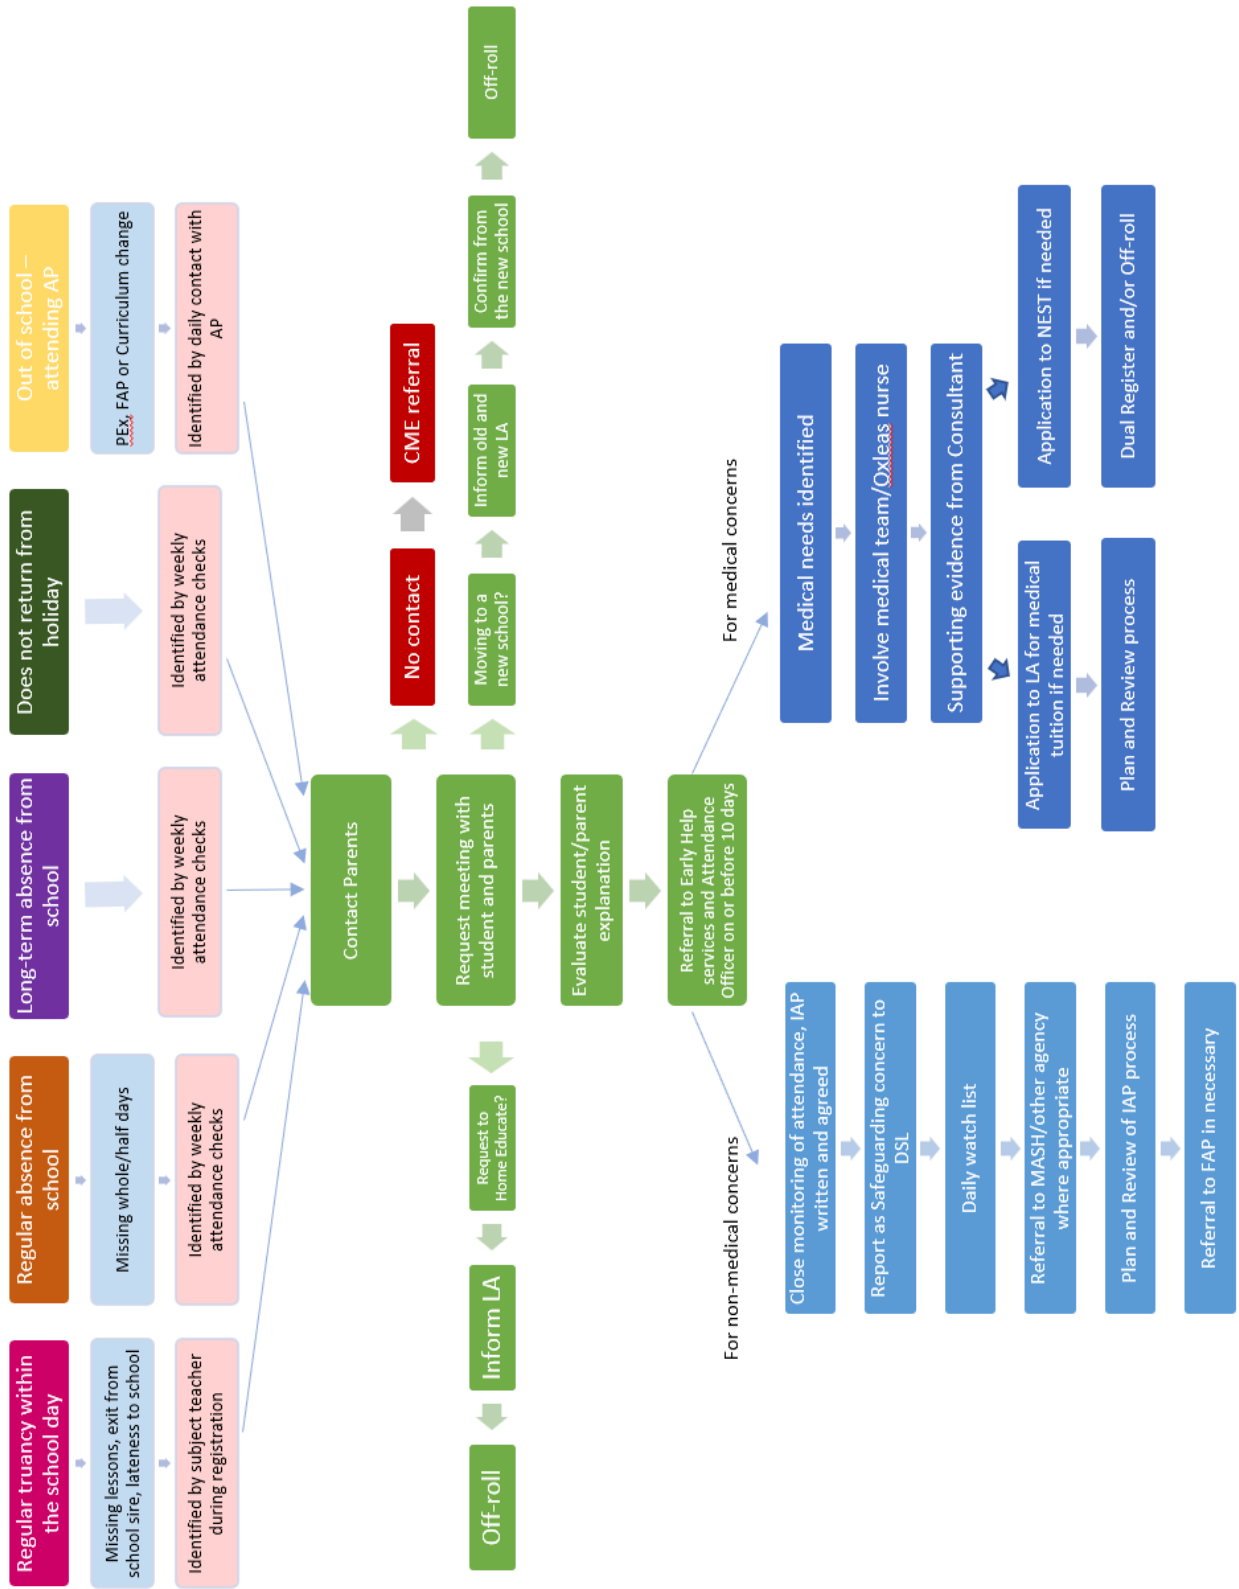 Regular truancy within
the school day
Missing lessons, exit from
school sire, lateness to school
Identified by subject teacher
during registration
Regular absence from
school
Missing whole/half days
Identified by weekly
attendance checks
Long-term absence from
school
Identified by weekly
attendance checks
Does not return from
holiday
Identified by weekly
attendance checks
Out of school –
attending AP
PEx, FAP or Curriculum change
Identified by daily contact with
AP
Contact Parents
No contact
CME referral
Request meeting with
student and parents
Request to
Home Educate?
Inform LA
Off-roll
Moving to a
new school?
Inform old and
new LA
Confirm from
the new school
Off-roll
Evaluate student/parent
explanation
Referral to Early Help
services and Attendance
Officer on or before 10 days
For non-medical concerns
Close monitoring of attendance, IAP
written and agreed
Report as Safeguarding concern to
DSL
Daily watch list
Referral to MASH/other agency
where appropriate
Plan and Review of IAP process
Referral to FAP in necessary
For medical concerns
Medical needs identified
Involve medical team/Oxleas nurse
Supporting evidence from Consultant
Application to LA for medical
tuition if needed
Plan and Review process
Application to NEST if needed
Dual Register and/or Off-roll